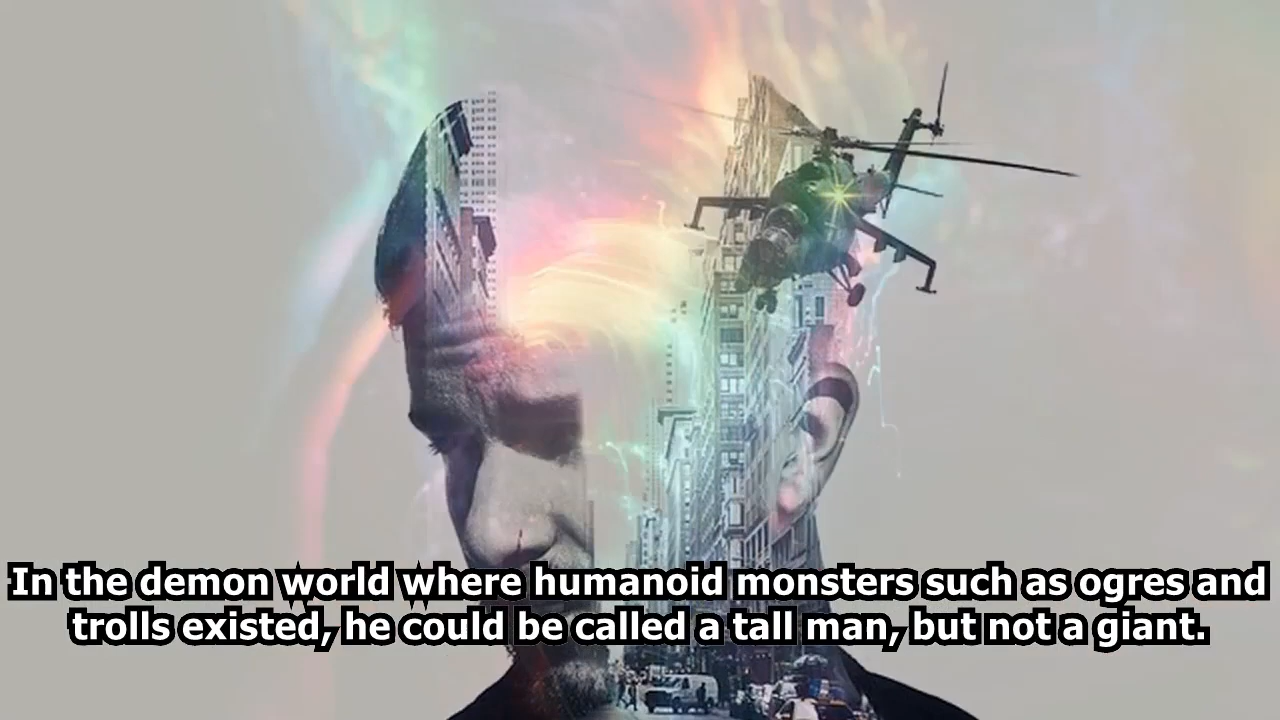 In the demon world where humanoid monsters such as ogres and
trolls existed, he could be called a tall man, but not a giant.